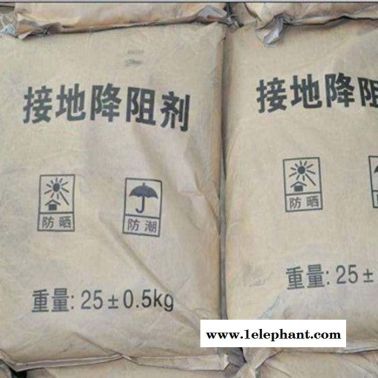 接地降阻剂
防晒
防潮
重量: 25±0.5kg
接地降阻
防晒
防
重量: 25±
www.1elephant.com